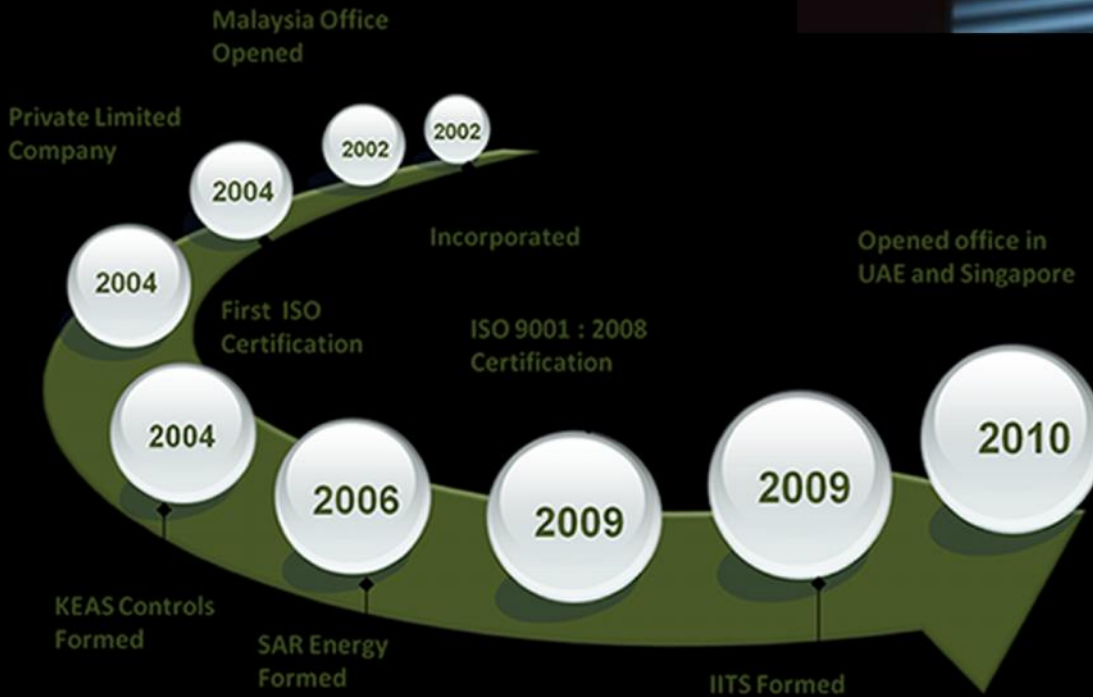 Malaysia Office
Opened
Private Limited
Company
2002
2002
2004
Incorporated
2004
First ISO
Certification
ISO 9001 : 2008
Certification
Opened office in
UAE and Singapore
2004
2006
2009
2009
2010
KEAS Controls
Formed
SAR Energy
Formed
IITS Formed